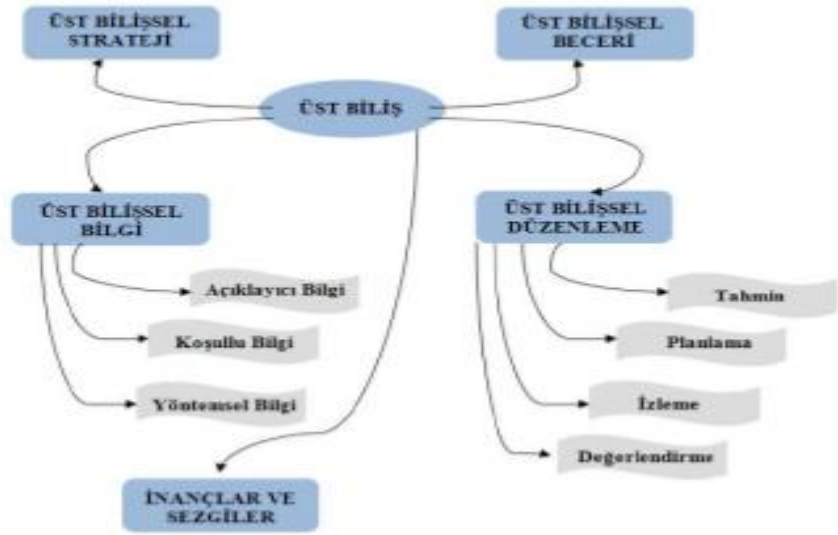 ÜST BİLİŞSEL
STRATEJİ
ÜST BİLİŞSEL
BECERİ
ÜST BİLİŞ
ÜST BİLİŞSEL
BİLGİ
ÜST BİLİŞSEL
DÜZENLEME
Açıklayıcı Bilgi
Koşullu Bilgi
Yöntemsel Bilgi
Tahmin
Planlama
İzleme
Değerlendirme
İNANÇLAR VE
SEZGİLER